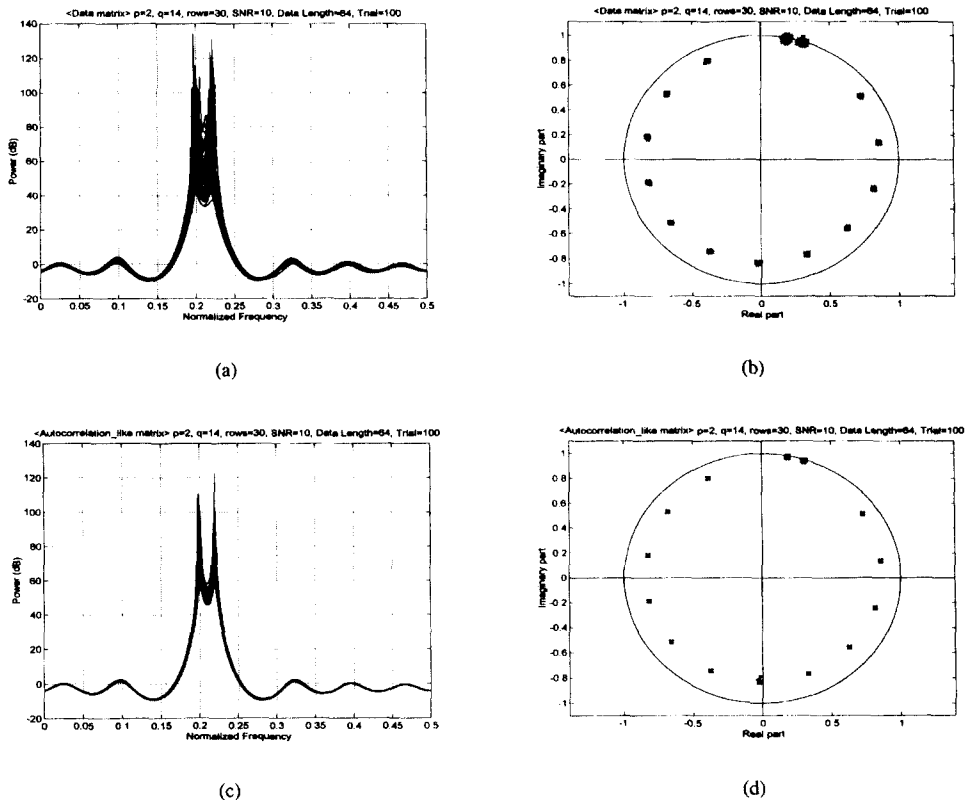 <Data matrix> p=2, q=14, rows=30, SNR=10, Data Length=64, Trial=100
140
120
100
80
60
40
20
0
-20
Power (dB)
0 0.05 0.1 0.15 0.2 0.25 0.3 0.35 0.4 0.45 0.5
Normalized Frequency
(a)
<Data matrix> p=2, q=14, rows=30, SNR=10, Data Length=64, Trial=100
1
0.8
0.6
0.4
0.2
0
-0.2
-0.4
-0.6
-0.8
-1
Imaginary part
-1 -0.5 0 0.5 1
Real part
(b)
<Autocorrelation_like matrix> p=2, q=14, rows=30, SNR=10, Data Length=64, Trial=100
140
120
100
80
60
40
20
0
-20
Power (dB)
0 0.05 0.1 0.15 0.2 0.25 0.3 0.35 0.4 0.45 0.5
Normalized Frequency
(c)
<Autocorrelation_like matrix> p=2, q=14, rows=30, SNR=10, Data Length=64, Trial=100
1
0.8
0.6
0.4
0.2
0
-0.2
-0.4
-0.6
-0.8
-1
Imaginary part
-1 -0.5 0 0.5 1
Real part
(d)